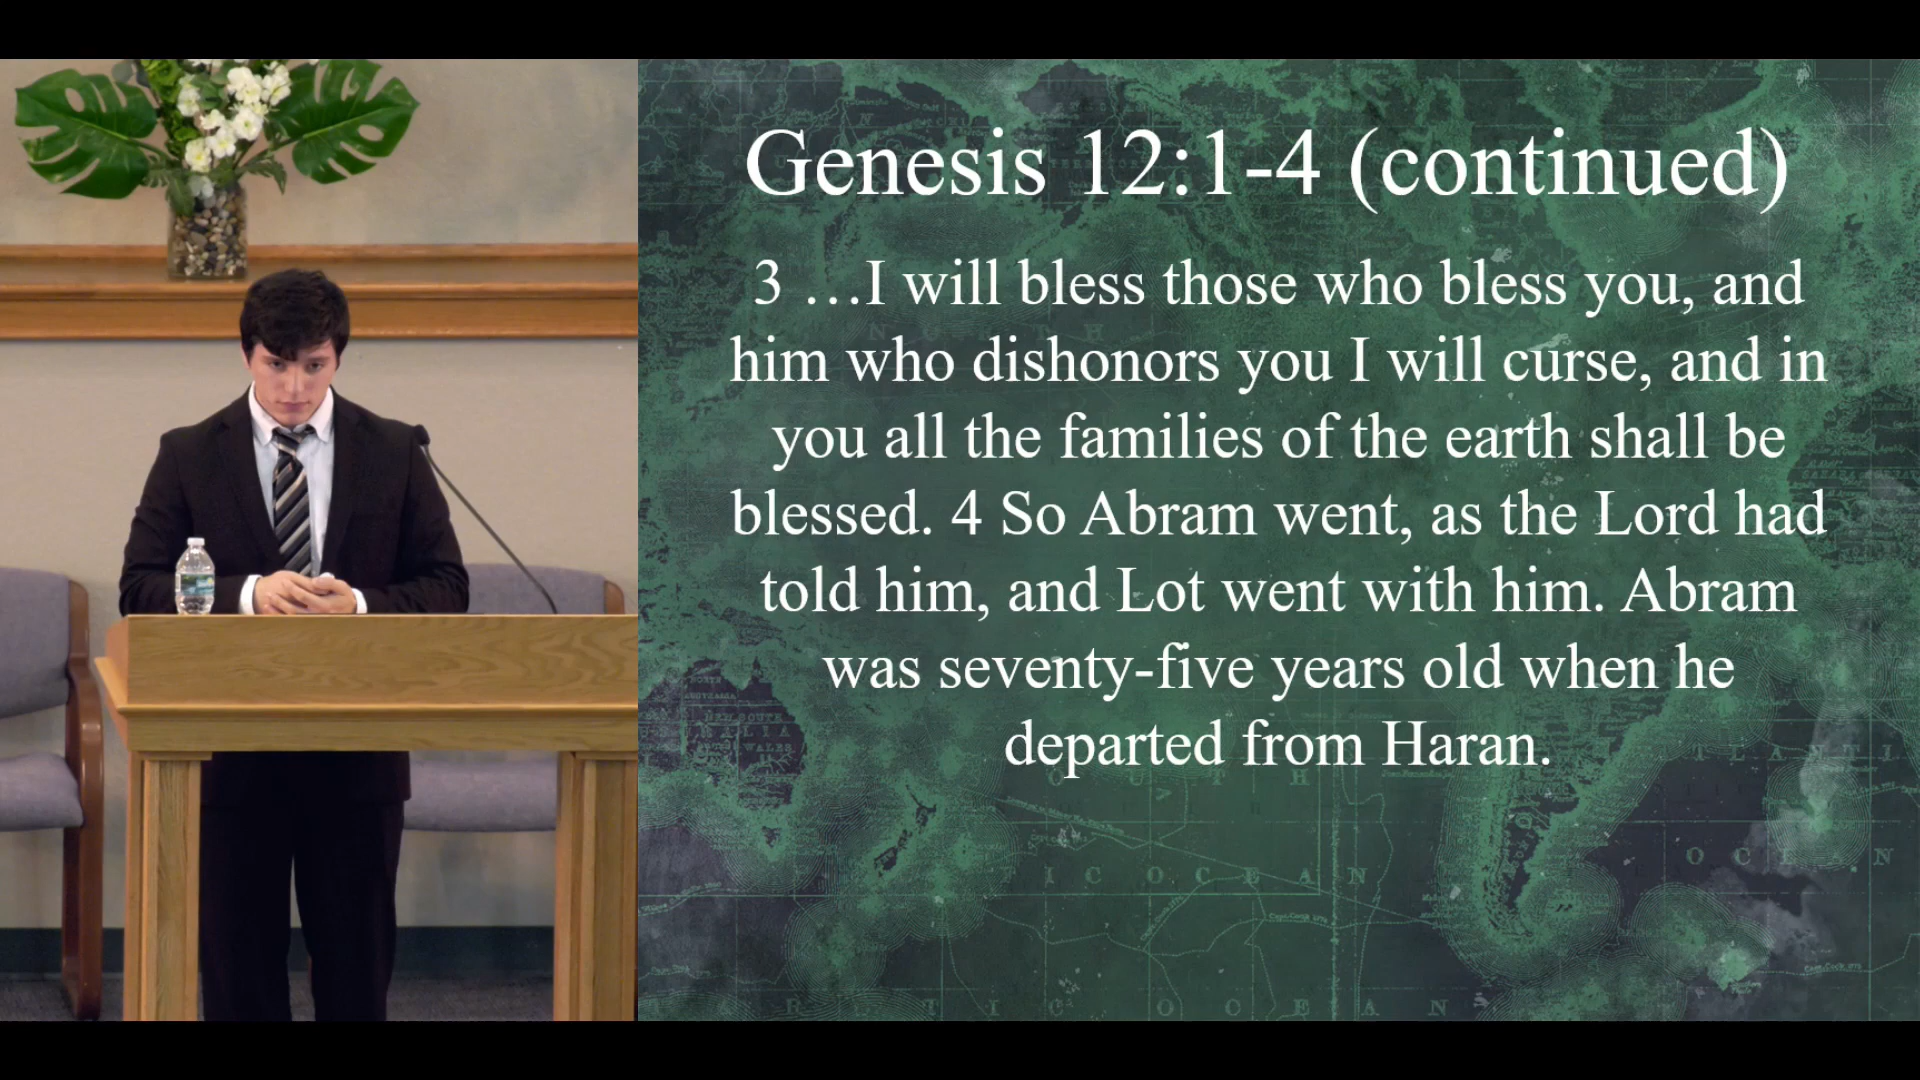 Genesis 12:1-4 (continued)
3 …I will bless those who bless you, and
him who dishonors you I will curse, and in
you all the families of the earth shall be
blessed. 4 So Abram went, as the Lord had
told him, and Lot went with him. Abram
was seventy-five years old when he
departed from Haran.
OCEAN
OCEAN
OCEAN